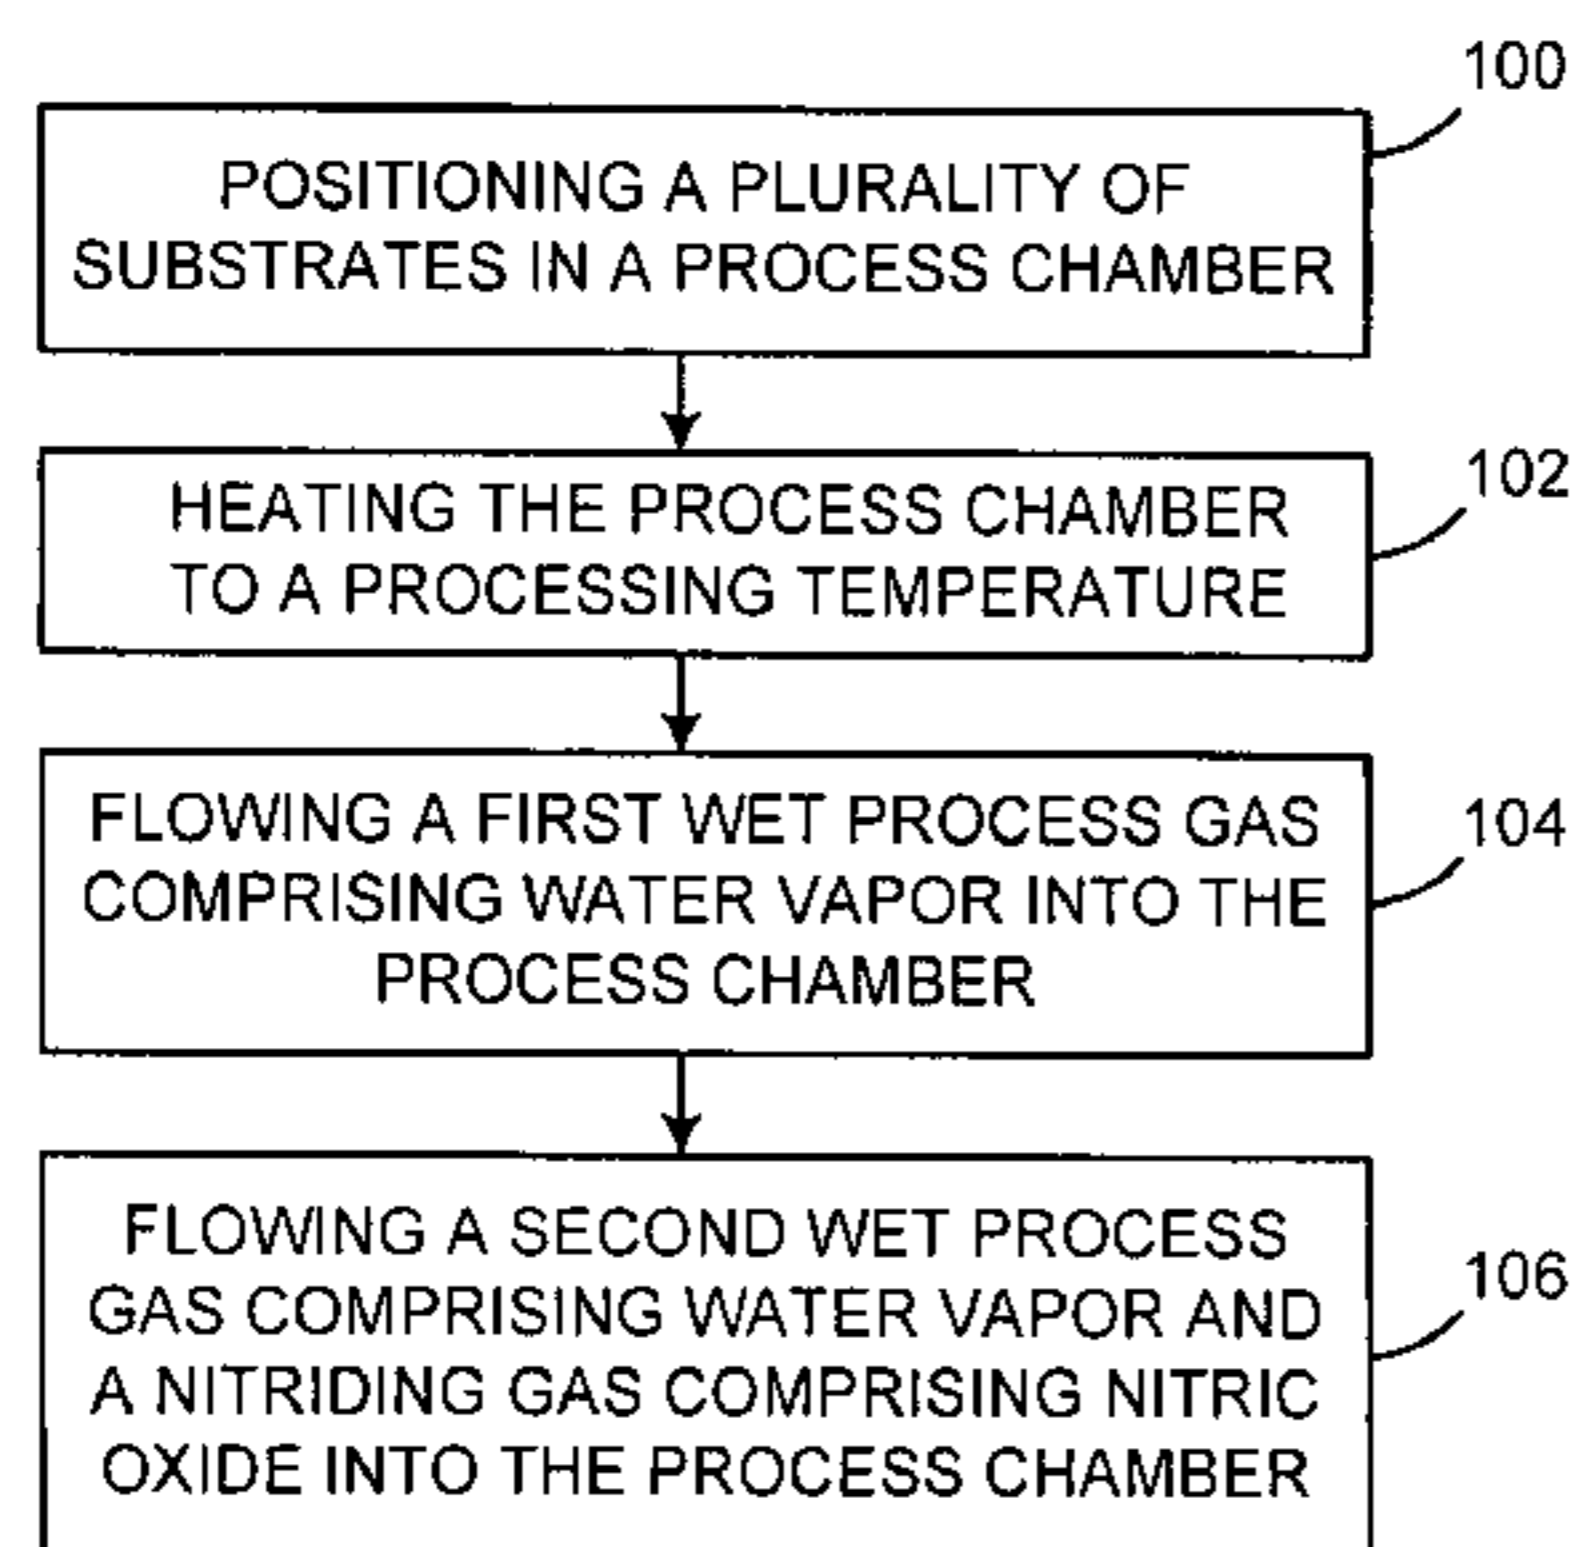 100
POSITIONING A PLURALITY OF
SUBSTRATES IN A PROCESS CHAMBER
102
HEATING THE PROCESS CHAMBER
TO A PROCESSING TEMPERATURE
104
FLOWING A FIRST WET PROCESS GAS
COMPRISING WATER VAPOR INTO THE
PROCESS CHAMBER
106
FLOWING A SECOND WET PROCESS
GAS COMPRISING WATER VAPOR AND
A NITRIDING GAS COMPRISING NITRIC
OXIDE INTO THE PROCESS CHAMBER